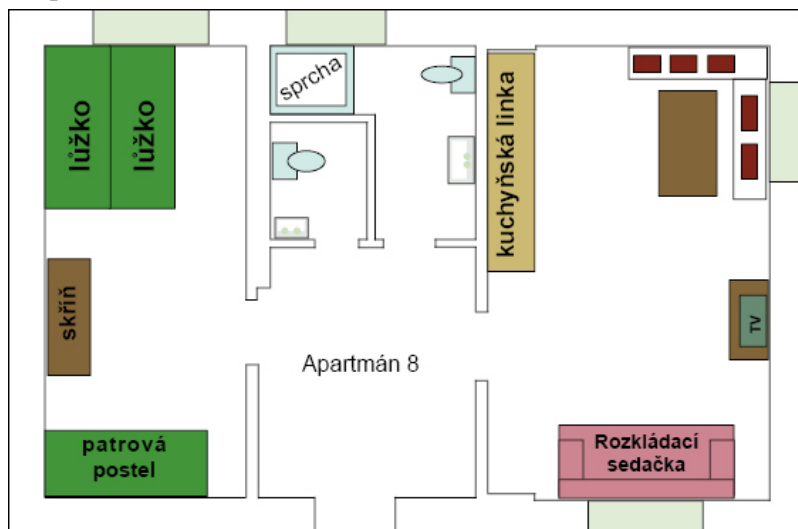 lůžko
lůžko
sprcha
kuchyňská linka
skříň
TV
Apartmán 8
patrová
postel
Rozkládací
sedačka